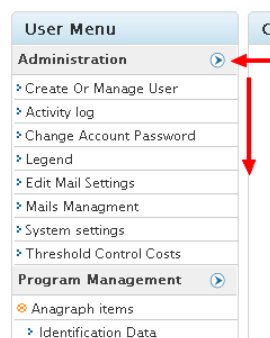 User Menu
C
Administration
Create Or Manage User
Activity log
Change Account Password
Legend
Edit Mail Settings
Mails Managment
System settings
Threshold Control Costs
Program Management
Anagraph items
Identification Data